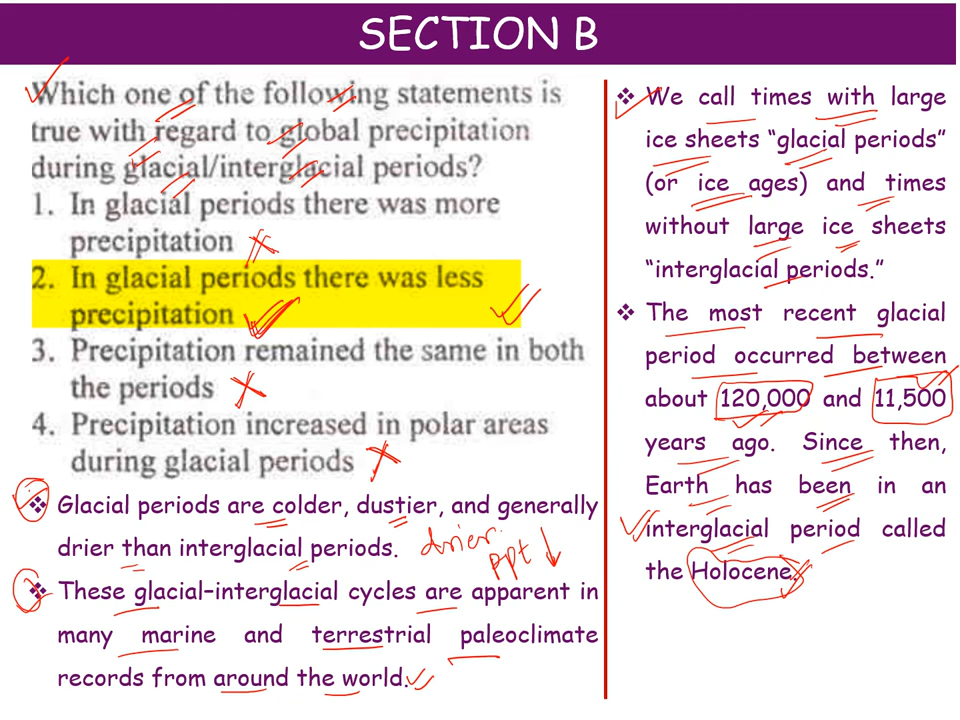 SECTION B
Which one of the following statements is
true with regard to global precipitation
during glacial/interglacial periods?
1. In glacial periods there was more
precipitation
2. In glacial periods there was less
precipitation
3. Precipitation remained the same in both
the periods
4. Precipitation increased in polar areas
during glacial periods
❖ Glacial periods are colder, dustier, and generally
drier than interglacial periods.
drier
ppt ↓
❖ These glacial–interglacial cycles are apparent in
many marine and terrestrial paleoclimate
records from around the world.
❖ We call times with large
ice sheets “glacial periods”
(or ice ages) and times
without large ice sheets
“interglacial periods.”
❖ The most recent glacial
period occurred between
about 120,000 and 11,500
years ago. Since then,
Earth has been in an
interglacial period called
the Holocene.